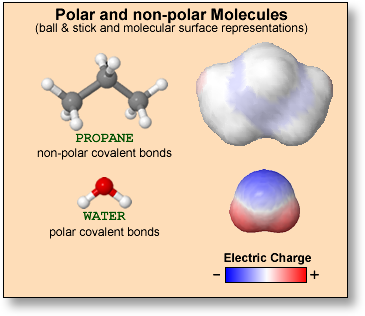 Polar and non-polar Molecules
(ball & stick and molecular surface representations)
PROPANE
non-polar covalent bonds
WATER
polar covalent bonds
Electric Charge
– +